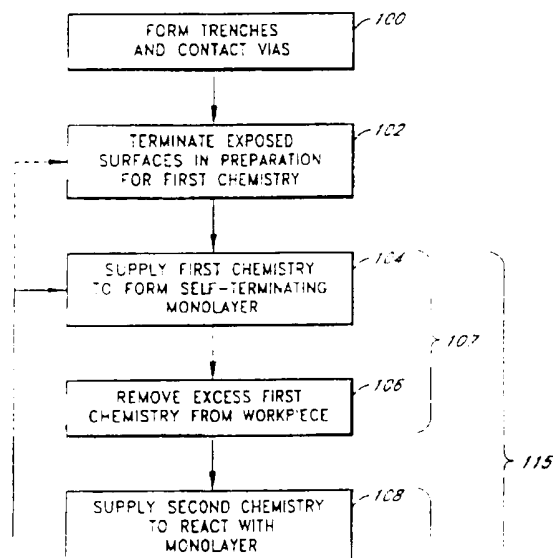 100
FORM TRENCHES
AND CONTACT VIAS
102
TERMINATE EXPOSED
SURFACES IN PREPARATION
FOR FIRST CHEMISTRY
104
SUPPLY FIRST CHEMISTRY
TO FORM SELF-TERMINATING
MONOLAYER
107
106
REMOVE EXCESS FIRST
CHEMISTRY FROM WORKPIECE
115
108
SUPPLY SECOND CHEMISTRY
TO REACT WITH
MONOLAYER